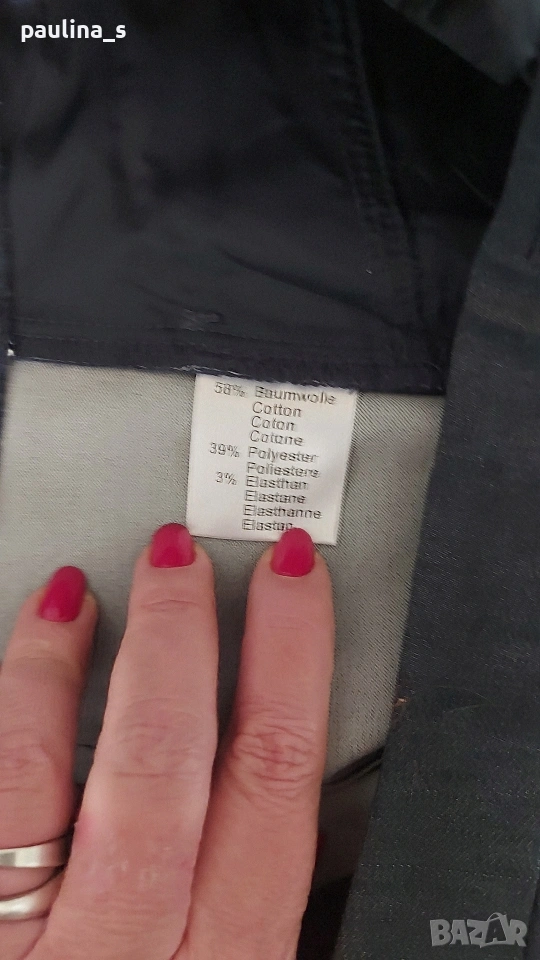 paulina_s
58% Baumwolle
Cotton
Coton
Cotone
39% Polyester
Poliestere
3% Elasthan
Elastane
Elasthanne
Elastan
BAZAR